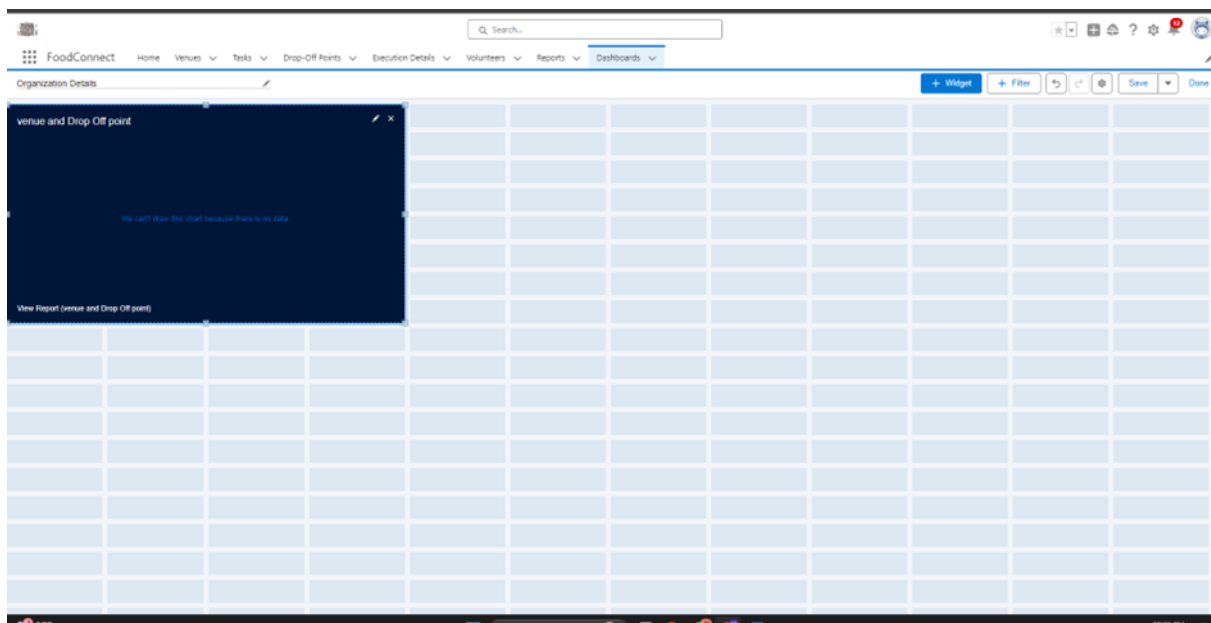 Search...
FoodConnect Home Venues Tasks Drop-Off Points Execution Details Volunteers Reports Dashboards
Organization Details + Widget + Filter Save Done
venue and Drop Off point
We can't draw this chart because there is no data.
View Report (venue and Drop Off point)